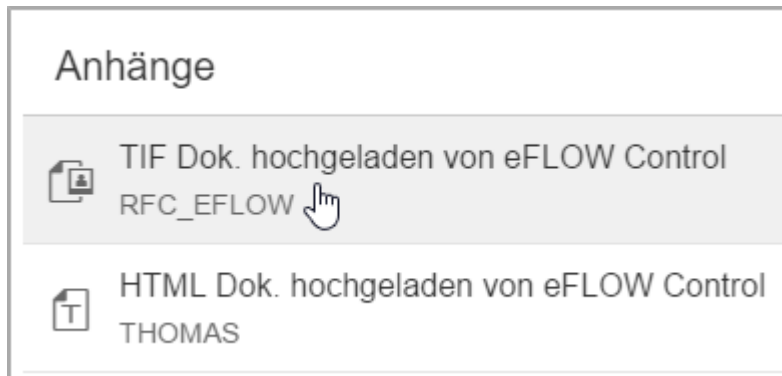 Anhänge
TIF Dok. hochgeladen von eFLOW Control
RFC_EFLOW
T
HTML Dok. hochgeladen von eFLOW Control
THOMAS